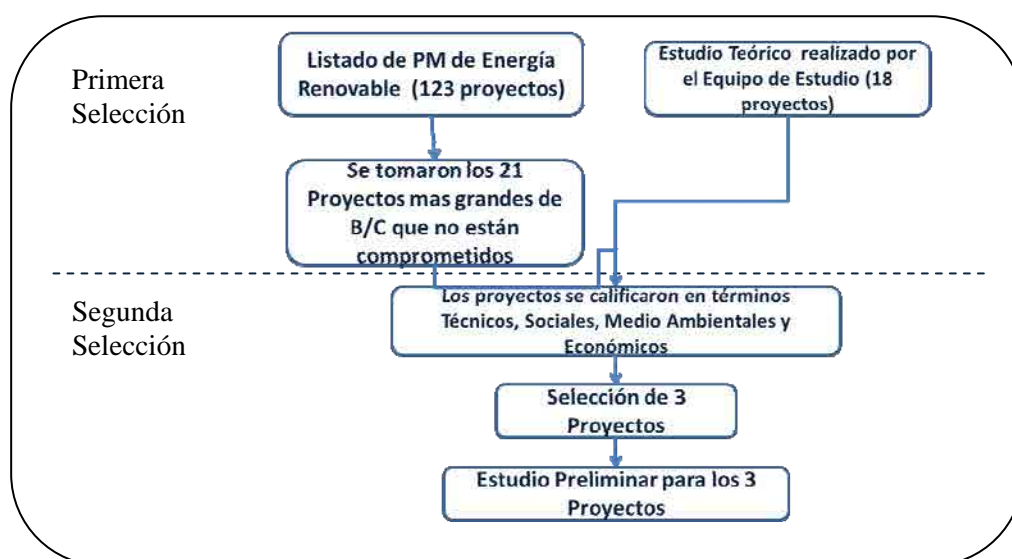 Primera
Selección
Listado de PM de Energía
Renovable (123 proyectos)
Estudio Teórico realizado por
el Equipo de Estudio (18
proyectos)
Se tomaron los 21
Proyectos mas grandes de
B/C que no están
comprometidos
Segunda
Selección
Los proyectos se calificaron en términos
Técnicos, Sociales, Medio Ambientales y
Económicos
Selección de 3
Proyectos
Estudio Preliminar para los 3
Proyectos